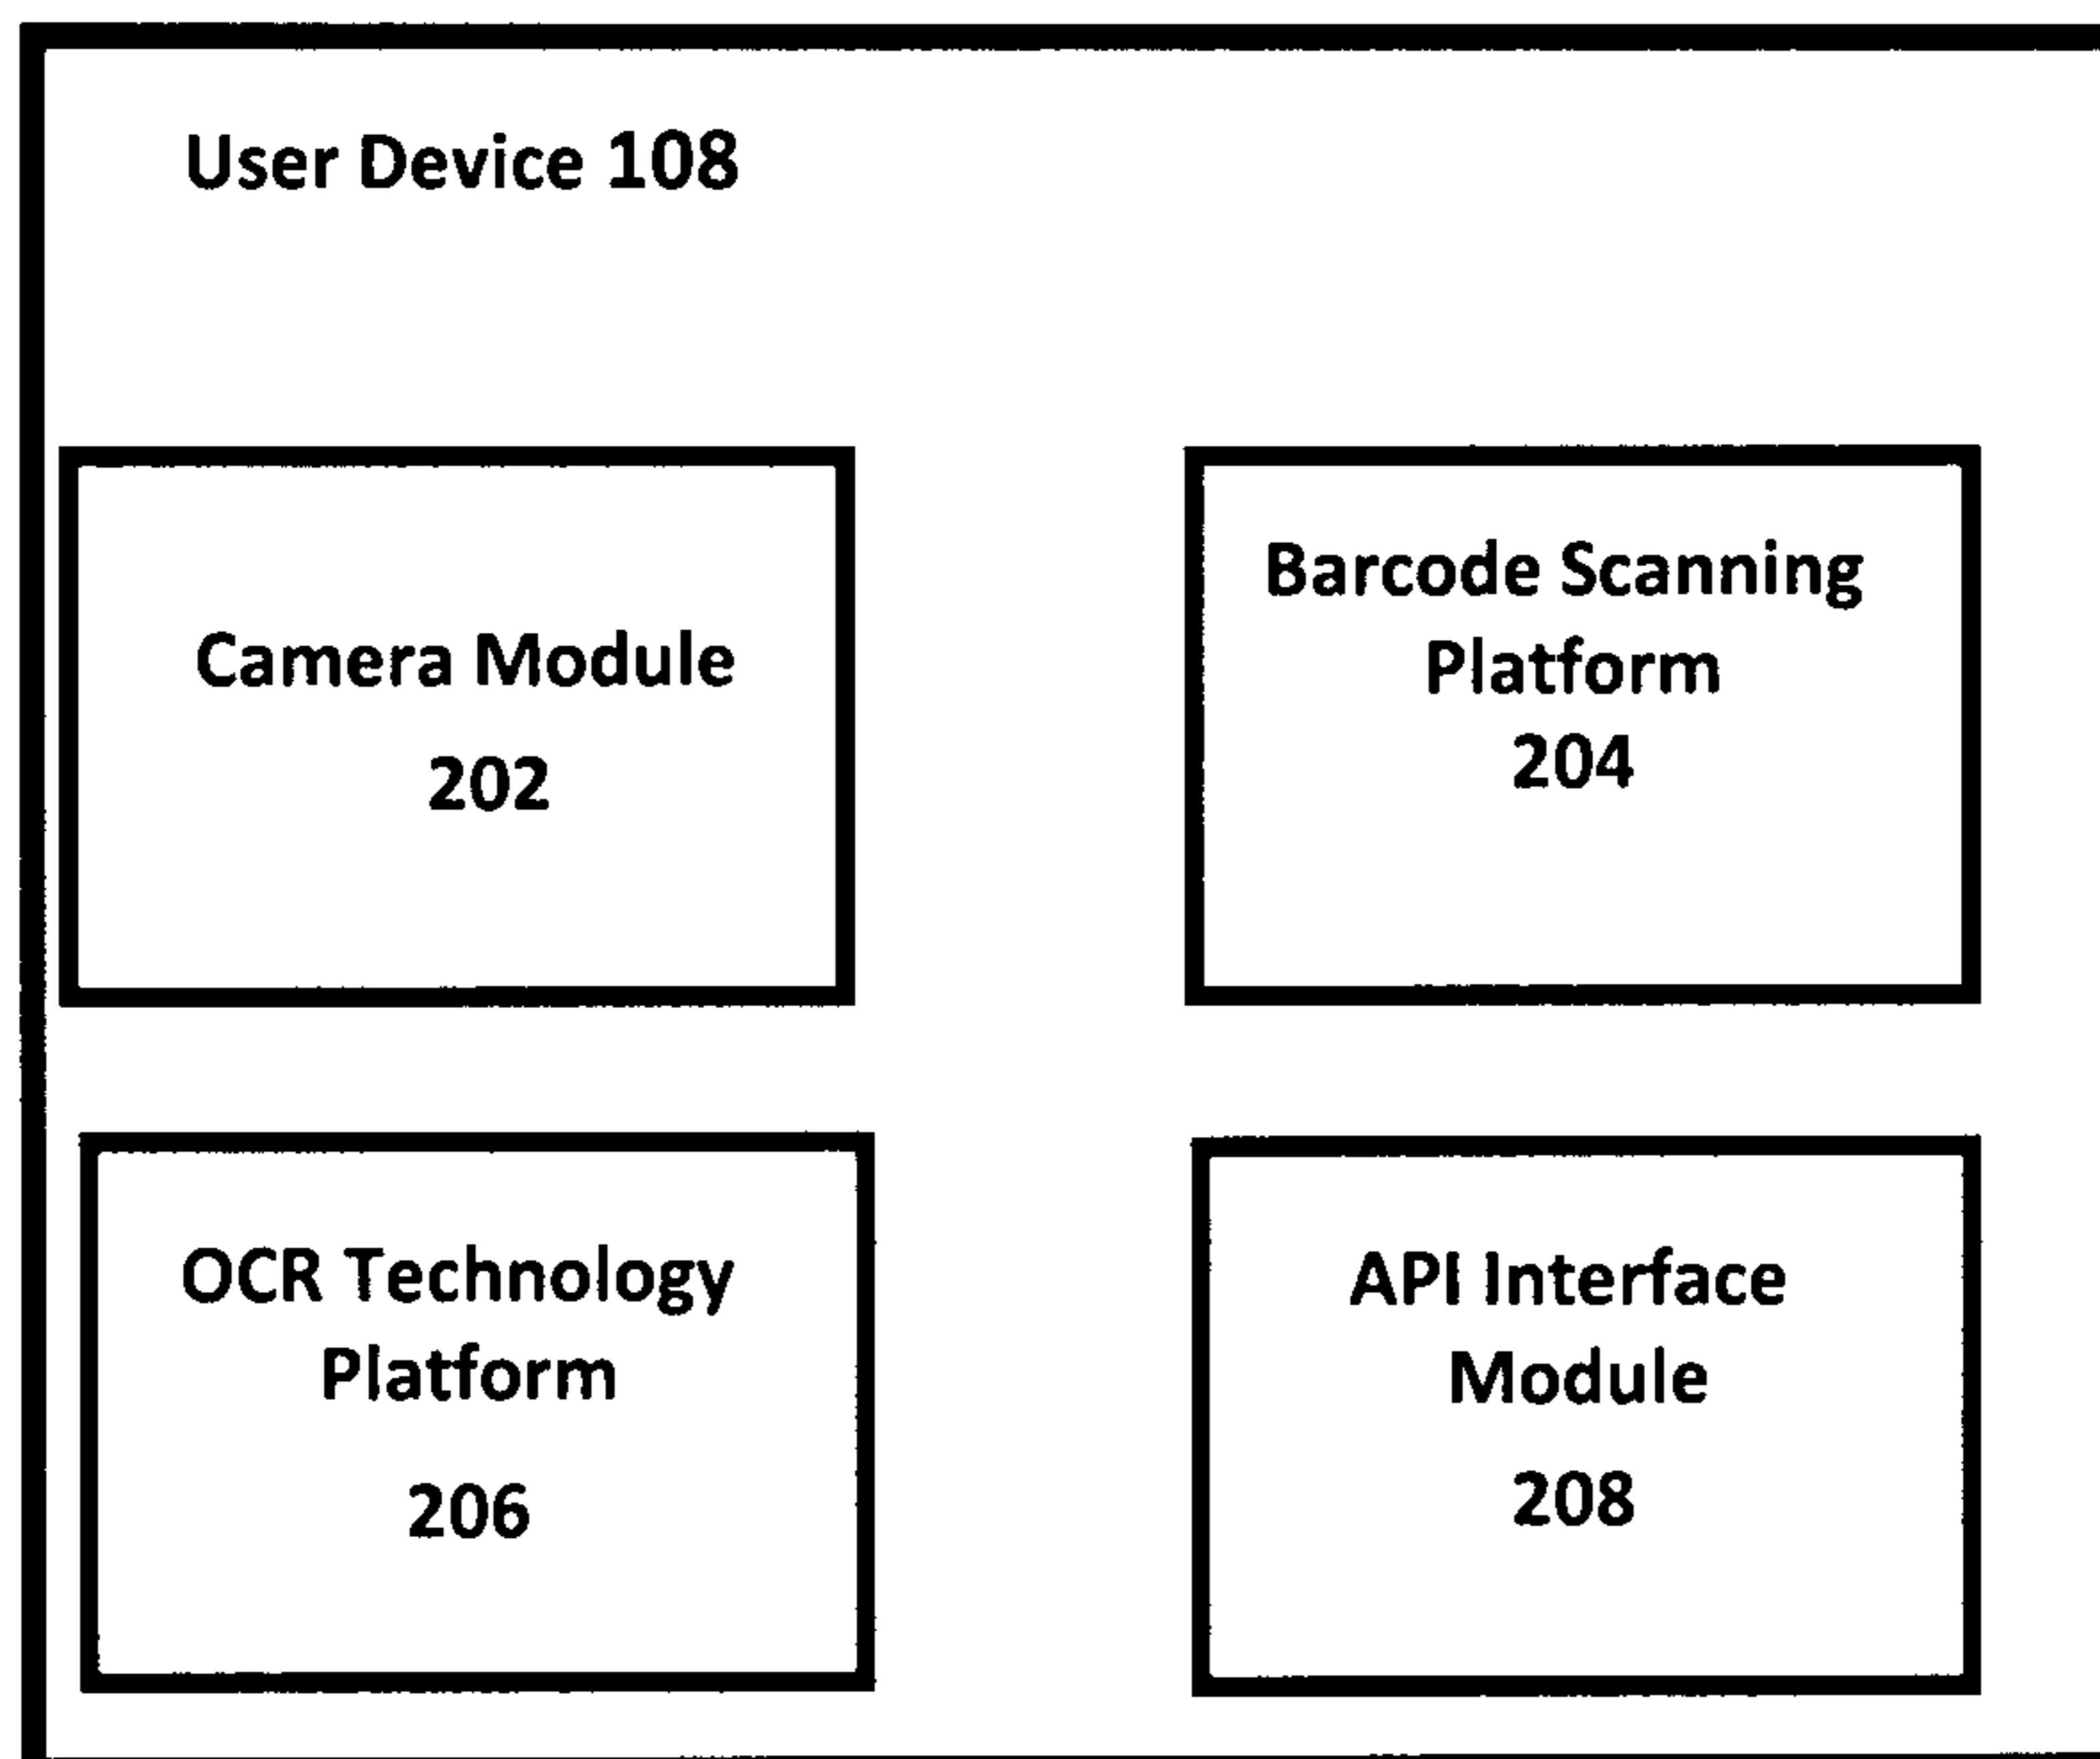 User Device 108
Camera Module
202
Barcode Scanning
Platform
204
OCR Technology
Platform
206
API Interface
Module
208